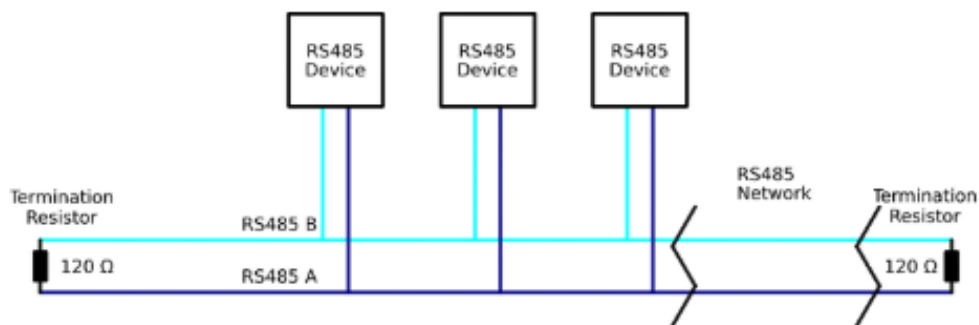 RS485
Device
RS485
Device
RS485
Device
RS485
Network
Termination
Resistor
Termination
Resistor
RS485 B
120 Ω
120 Ω
RS485 A